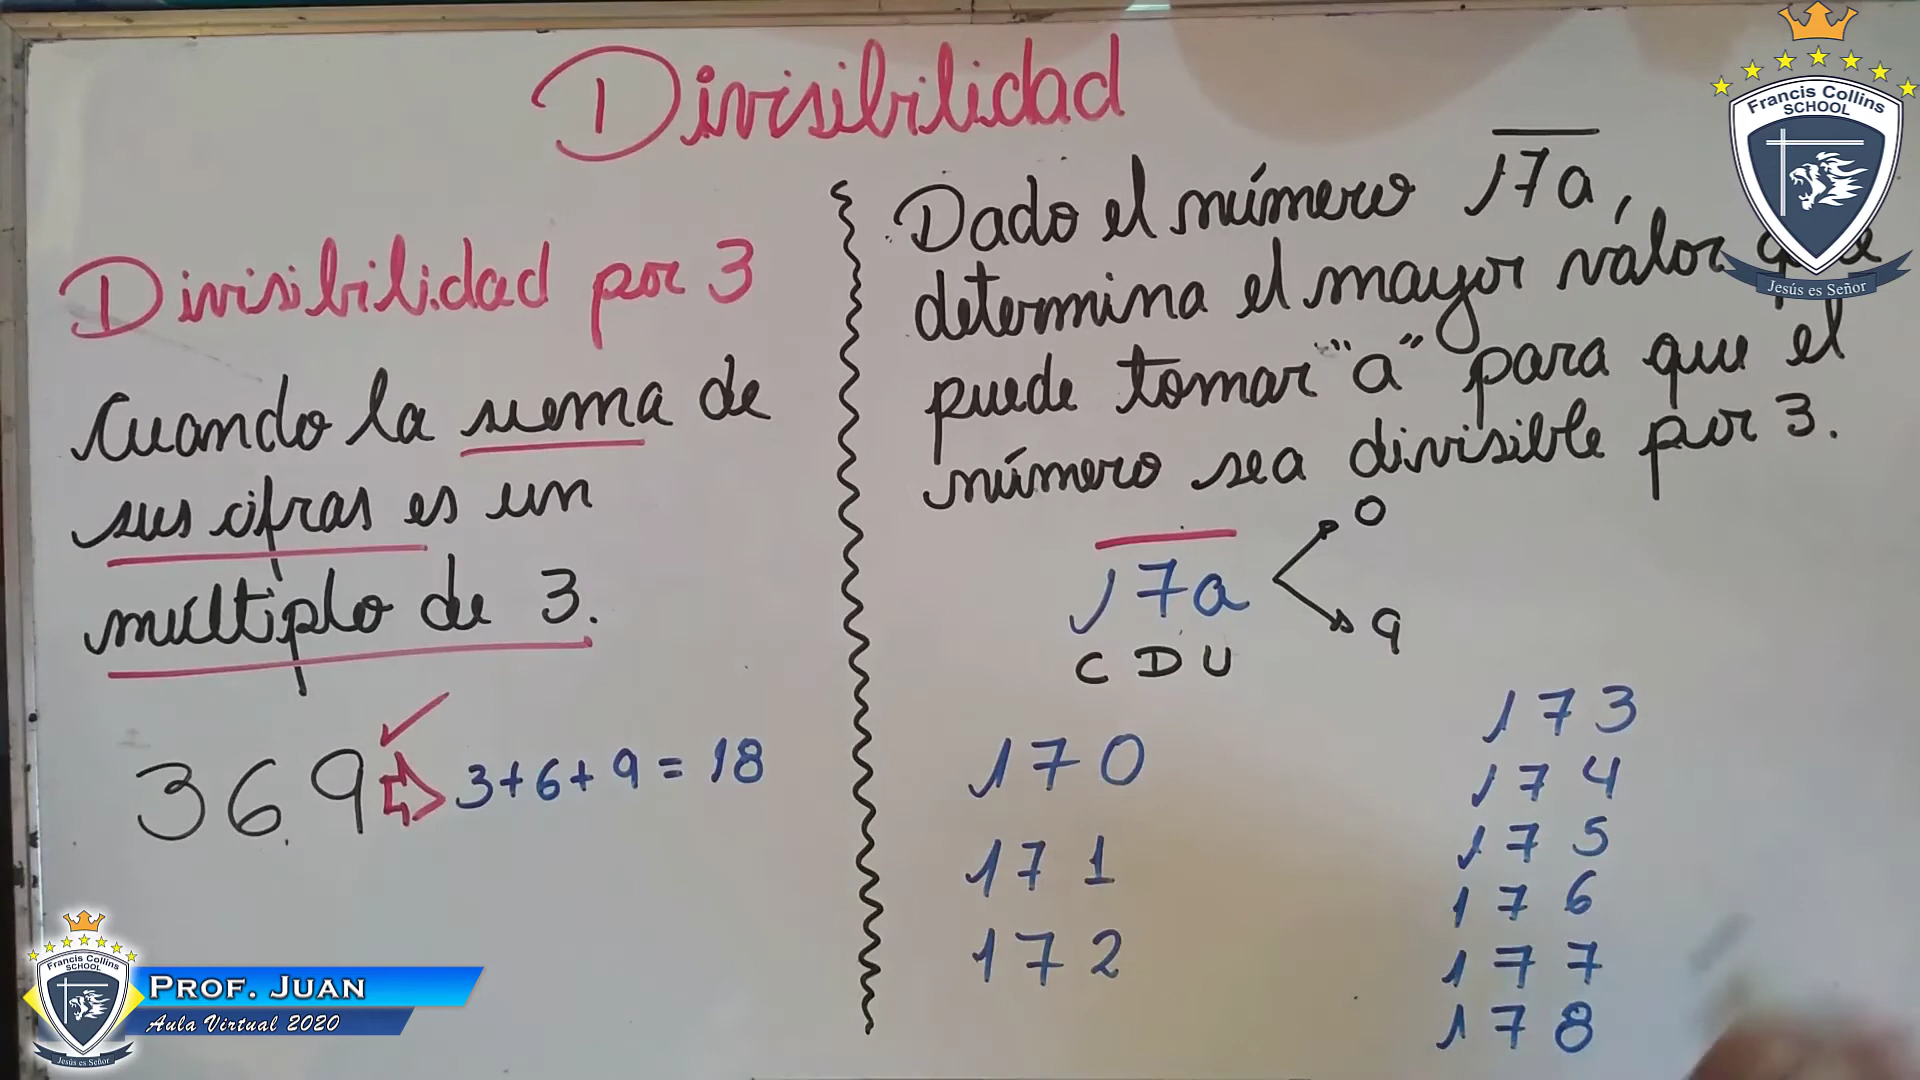 Divisibilidad
Divisibilidad por 3
Cuando la suma de
sus cifras es un
múltiplo de 3.
369 3+6+9=18
Dado el número 17a,
determina el mayor valor que
puede tomar "a" para que el
número sea divisible por 3.
17a
0
9
C D U
170
171
172
173
174
175
176
177
178
Francis Collins
SCHOOL
Jesús es Señor
Francis Collins
SCHOOL
Jesús es Señor
PROF. JUAN
Aula Virtual 2020